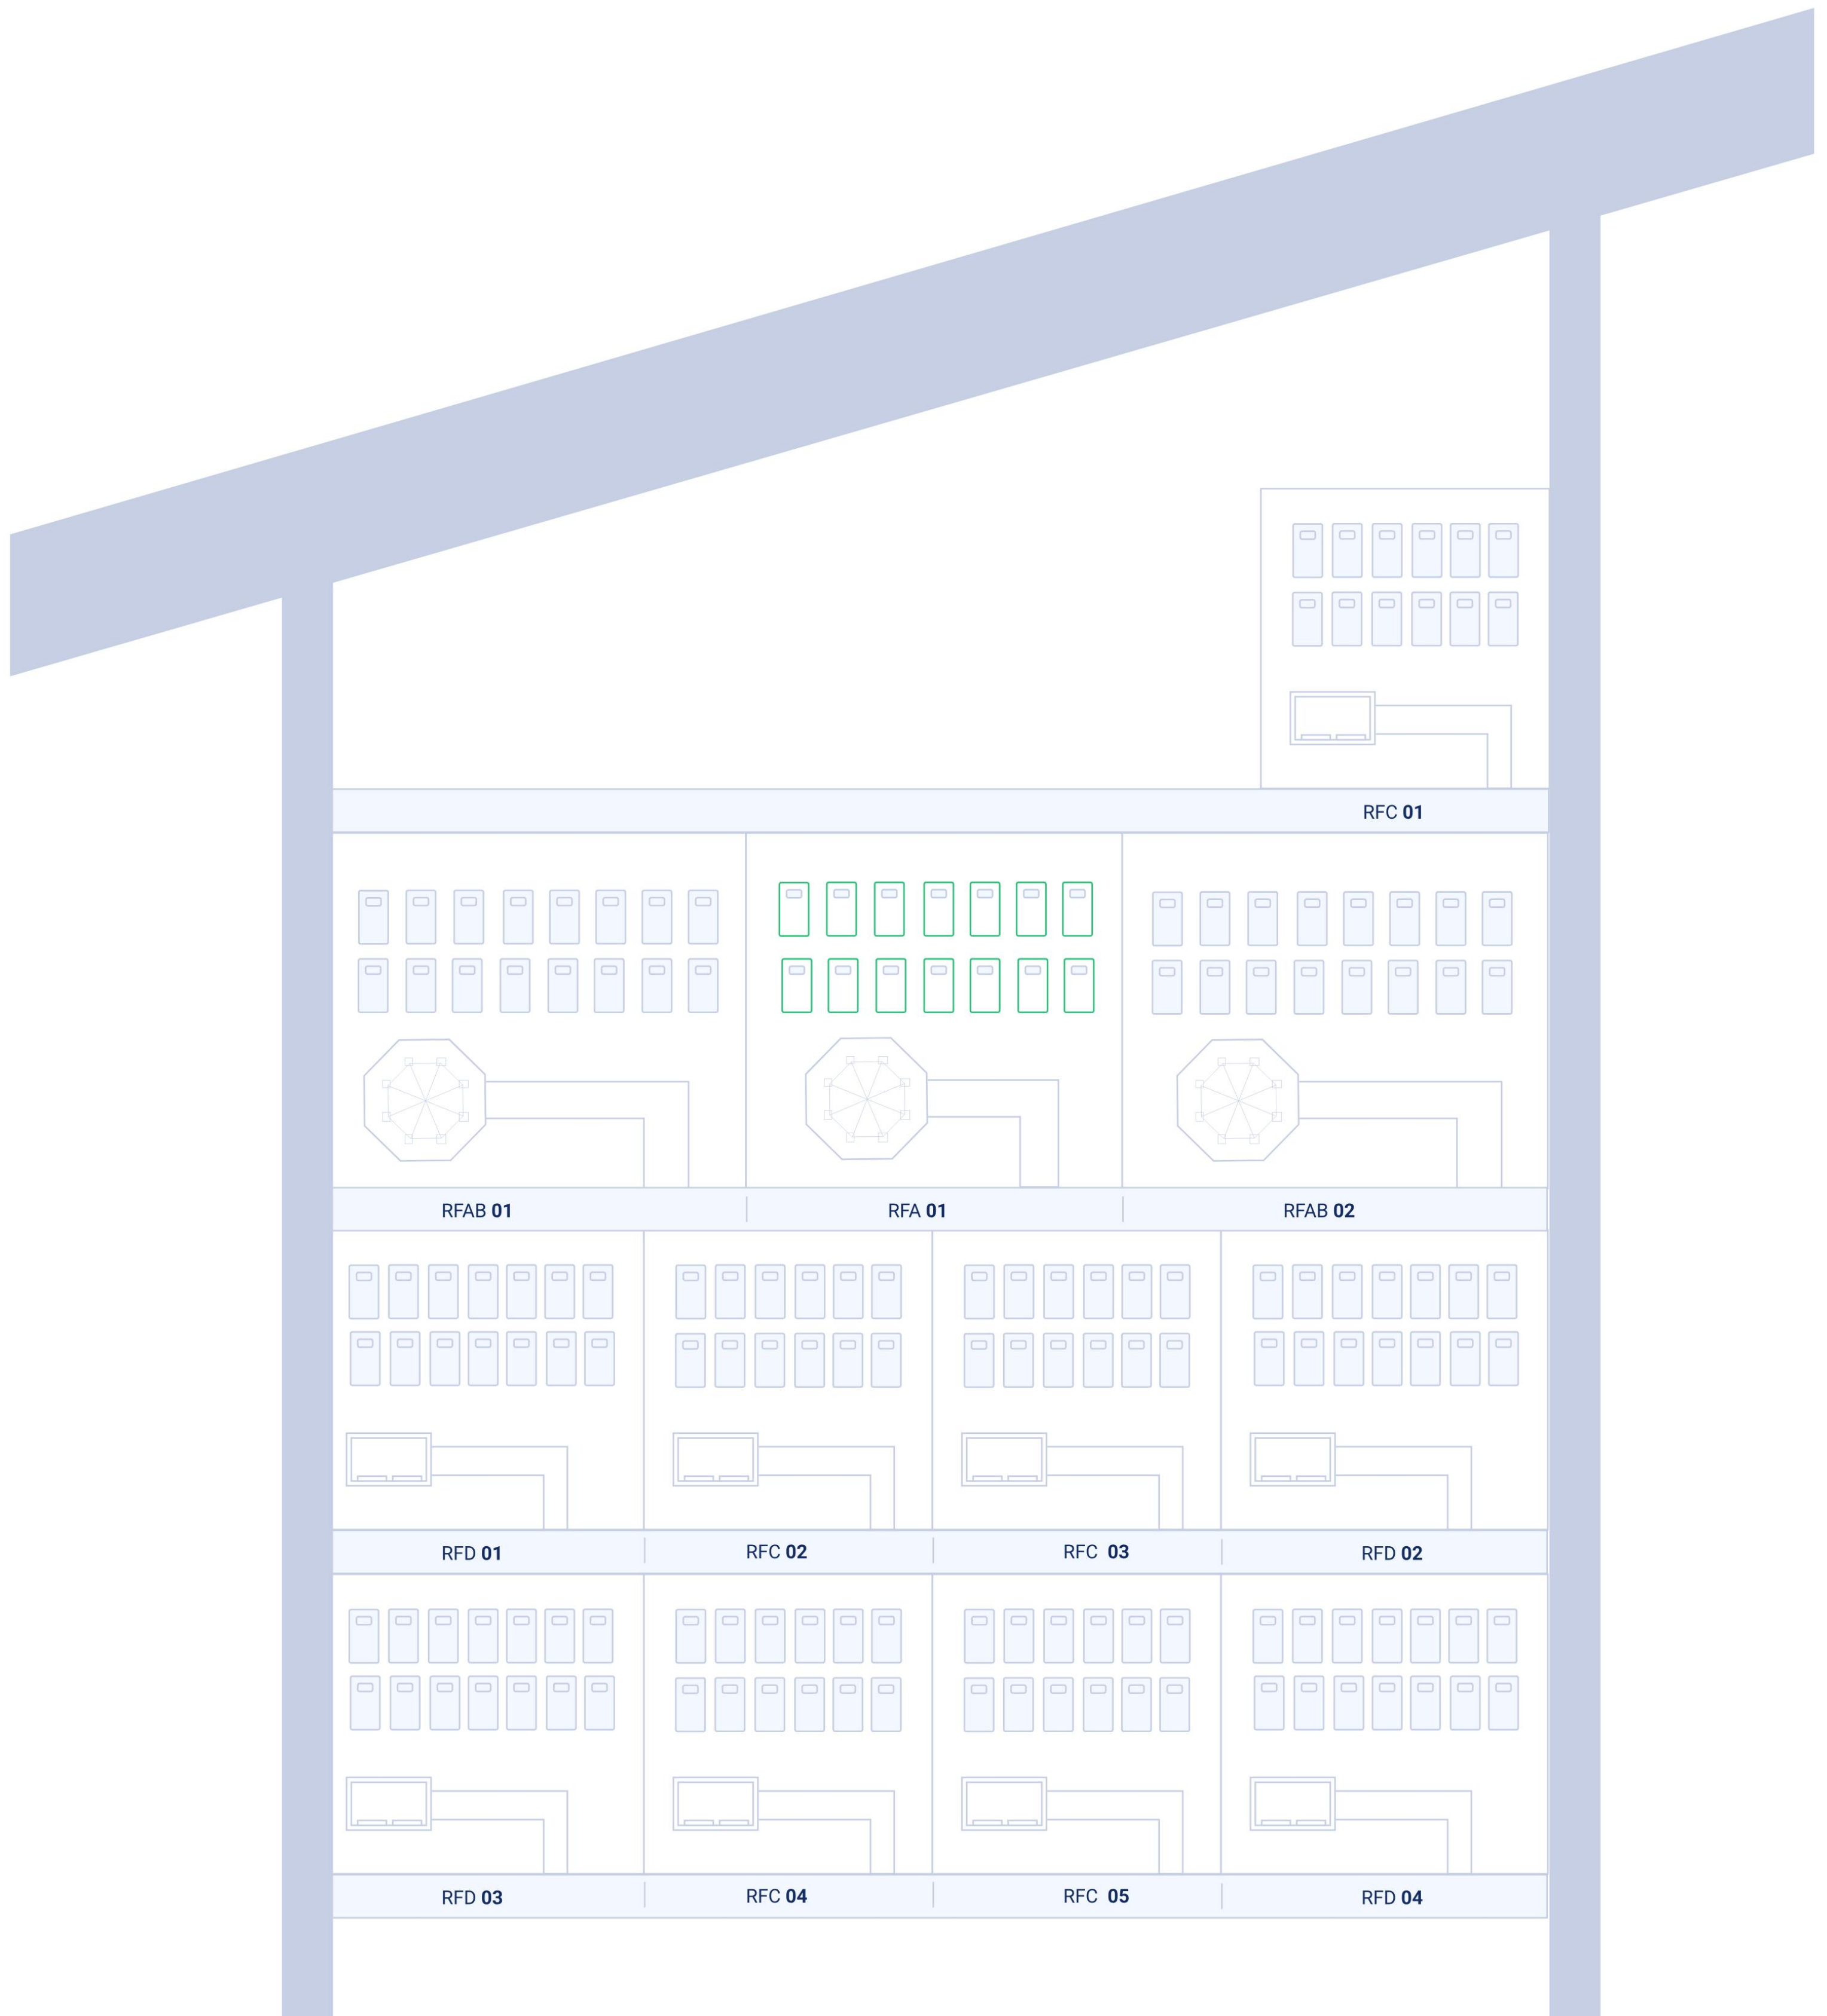 RFC 01
RFAB 01
RFA 01
RFAB 02
RFD 01
RFC 02
RFC 03
RFD 02
RFD 03
RFC 04
RFC 05
RFD 04